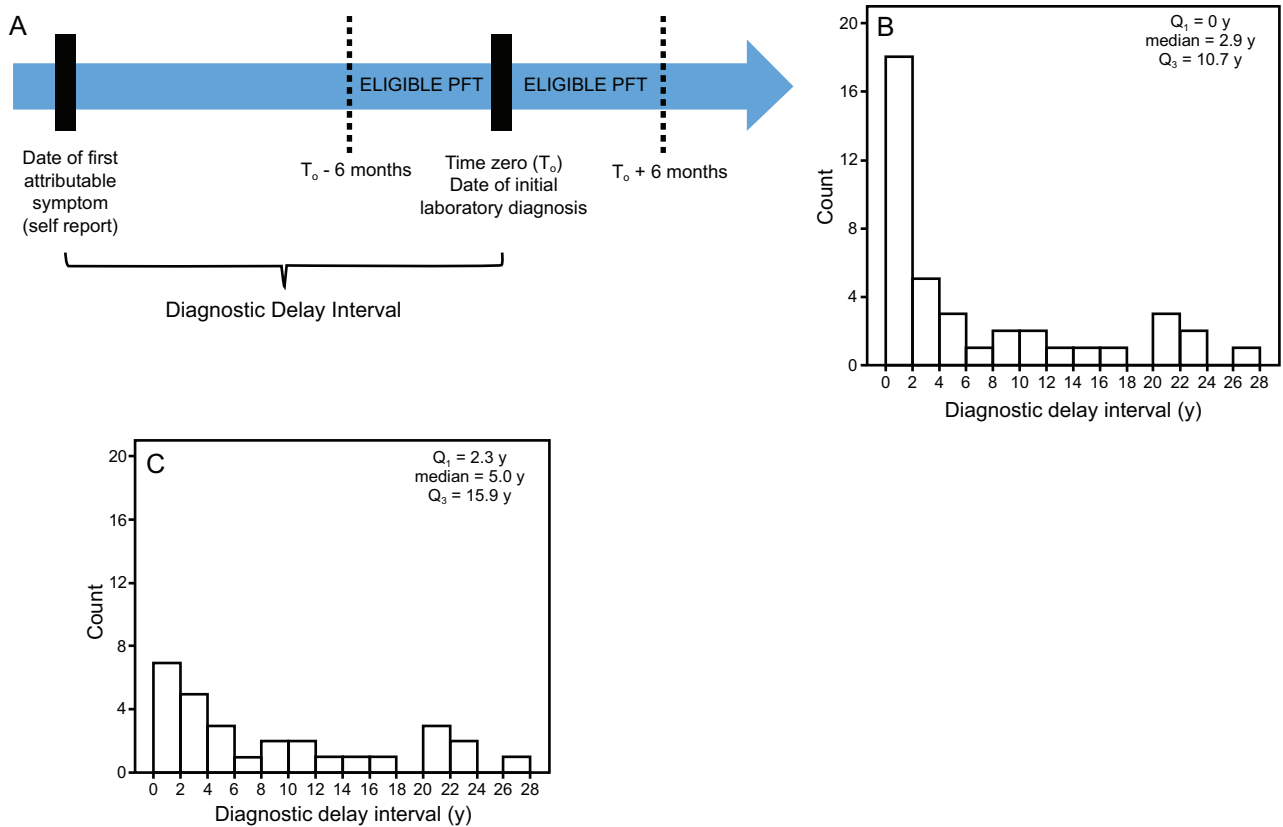 A
ELIGIBLE PFT
ELIGIBLE PFT
Date of first
attributable
symptom
(self report)
T₀ - 6 months
Time zero (T₀)
Date of initial
laboratory diagnosis
T₀ + 6 months
Diagnostic Delay Interval
B
Q₁ = 0 y
median = 2.9 y
Q₃ = 10.7 y
20
16
12
8
4
0
Count
0 2 4 6 8 10 12 14 16 18 20 22 24 26 28
Diagnostic delay interval (y)
C
Q₁ = 2.3 y
median = 5.0 y
Q₃ = 15.9 y
20
16
12
8
4
0
Count
0 2 4 6 8 10 12 14 16 18 20 22 24 26 28
Diagnostic delay interval (y)